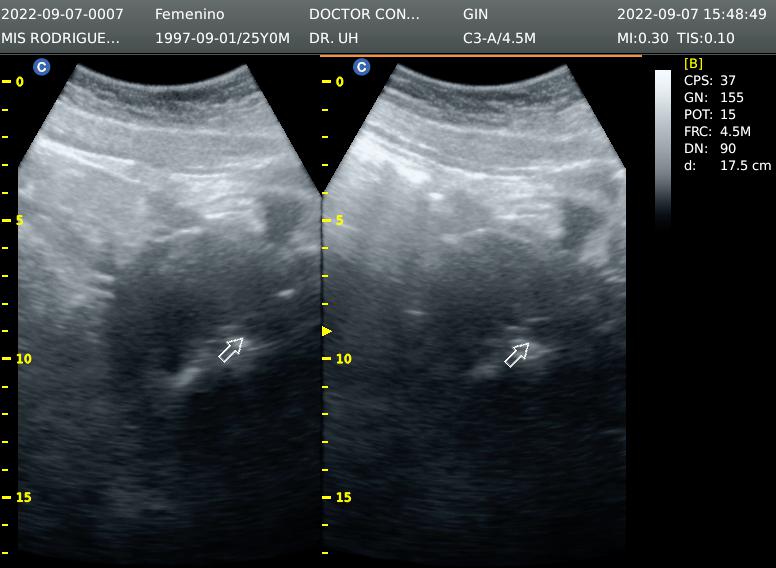 2022-09-07-0007 Femenino DOCTOR CON... GIN 2022-09-07 15:48:49
MIS RODRIGUE... 1997-09-01/25Y0M DR. UH C3-A/4.5M MI:0.30 TIS:0.10
C C
[B]
CPS: 37
GN: 155
POT: 15
FRC: 4.5M
DN: 90
d: 17.5 cm
0 0
5 5
10 10
15 15